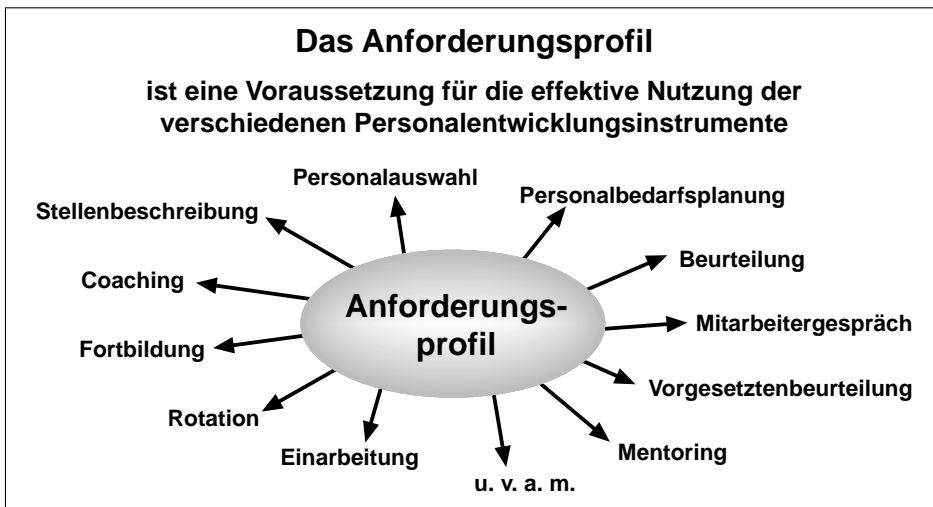 Das Anforderungsprofil
ist eine Voraussetzung für die effektive Nutzung der
verschiedenen Personalentwicklungsinstrumente
Personalauswahl
Personalbedarfsplanung
Stellenbeschreibung
Beurteilung
Coaching
Anforderungs-
profil
Mitarbeitergespräch
Fortbildung
Vorgesetztenbeurteilung
Rotation
Einarbeitung
Mentoring
u. v. a. m.